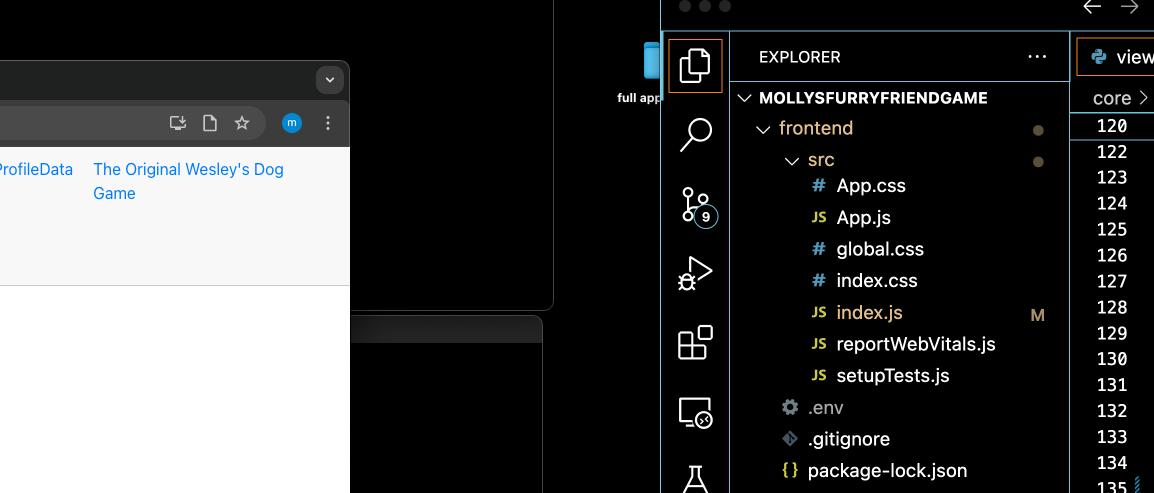 m
rofileData
The Original Wesley's Dog
Game
full app
EXPLORER
...
MOLLYSFURRYFRIENDGAME
frontend
src
# App.css
JS App.js
# global.css
# index.css
JS index.js M
JS reportWebVitals.js
JS setupTests.js
.env
.gitignore
{} package-lock.json
9
view
core >
120
122
123
124
125
126
127
128
129
130
131
132
133
134
135